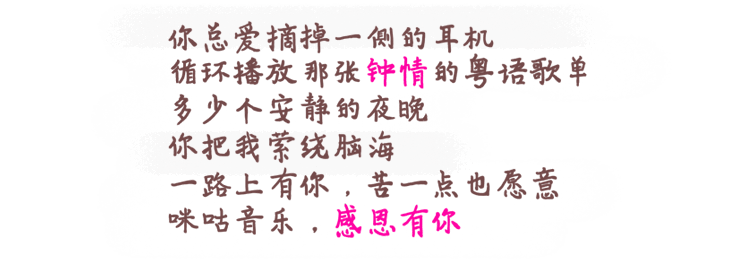 你总爱摘掉一侧的耳机
循环播放那张钟情的粤语歌单
多少个安静的夜晚
你把我萦绕脑海
一路上有你，苦一点也愿意
咪咕音乐，感恩有你